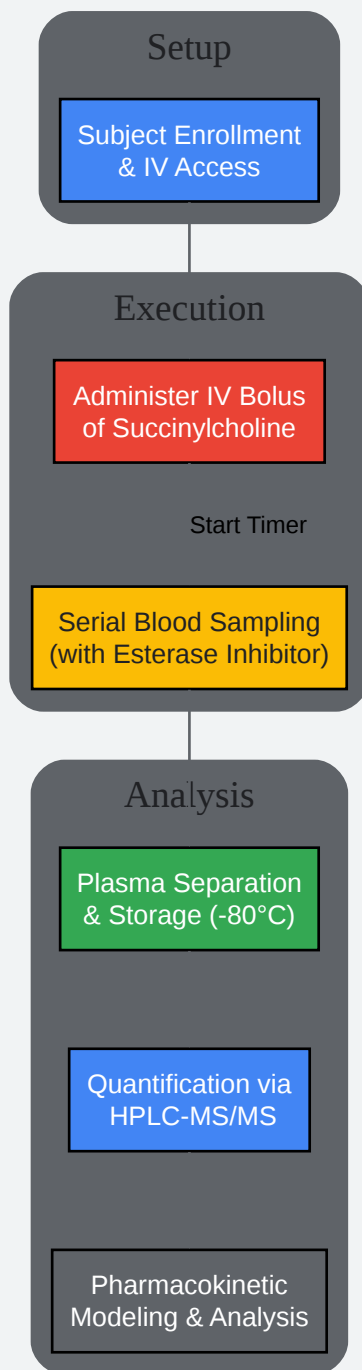 Setup
Subject Enrollment
& IV Access
Execution
Administer IV Bolus
of Succinylcholine
Start Timer
Serial Blood Sampling
(with Esterase Inhibitor)
Analysis
Plasma Separation
& Storage (-80°C)
Quantification via
HPLC-MS/MS
Pharmacokinetic
Modeling & Analysis